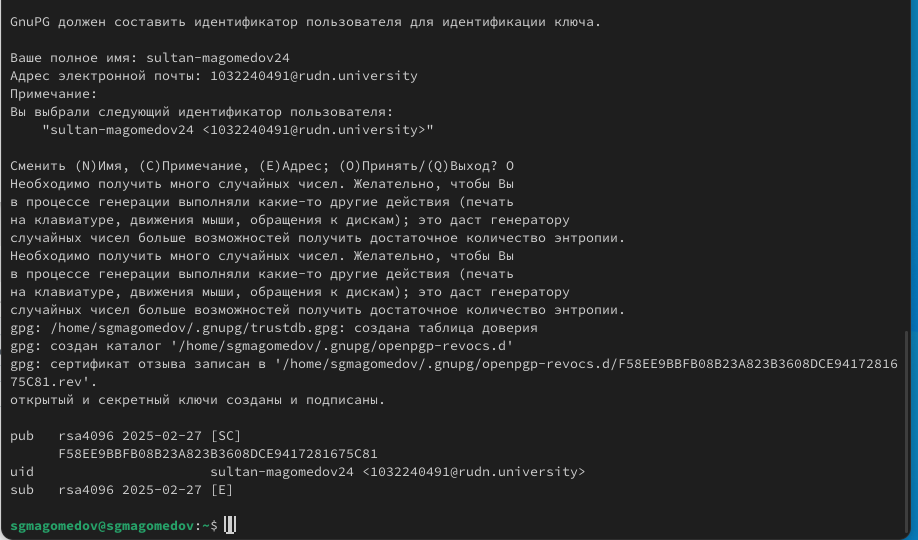 GnuPG должен составить идентификатор пользователя для идентификации ключа.
Ваше полное имя: sultan-magomedov24
Адрес электронной почты: 1032240491@rudn.university
Примечание:
Вы выбрали следующий идентификатор пользователя:
    "sultan-magomedov24 <1032240491@rudn.university>"
Сменить (N)Имя, (C)Примечание, (E)Адрес; (O)Принять/(Q)Выход? O
Необходимо получить много случайных чисел. Желательно, чтобы Вы
в процессе генерации выполняли какие-то другие действия (печать
на клавиатуре, движения мыши, обращения к дискам); это даст генератору
случайных чисел больше возможностей получить достаточное количество энтропии.
Необходимо получить много случайных чисел. Желательно, чтобы Вы
в процессе генерации выполняли какие-то другие действия (печать
на клавиатуре, движения мыши, обращения к дискам); это даст генератору
случайных чисел больше возможностей получить достаточное количество энтропии.
gpg: /home/sgmagomedov/.gnupg/trustdb.gpg: создана таблица доверия
gpg: создан каталог '/home/sgmagomedov/.gnupg/openpgp-revocs.d'
gpg: сертификат отзыва записан в '/home/sgmagomedov/.gnupg/openpgp-revocs.d/F58EE9BBFB08B23A823B3608DCE94172816
75C81.rev'.
открытый и секретный ключи созданы и подписаны.
pub   rsa4096 2025-02-27 [SC]
      F58EE9BBFB08B23A823B3608DCE9417281675C81
uid                      sultan-magomedov24 <1032240491@rudn.university>
sub   rsa4096 2025-02-27 [E]
sgmagomedov@sgmagomedov:~$